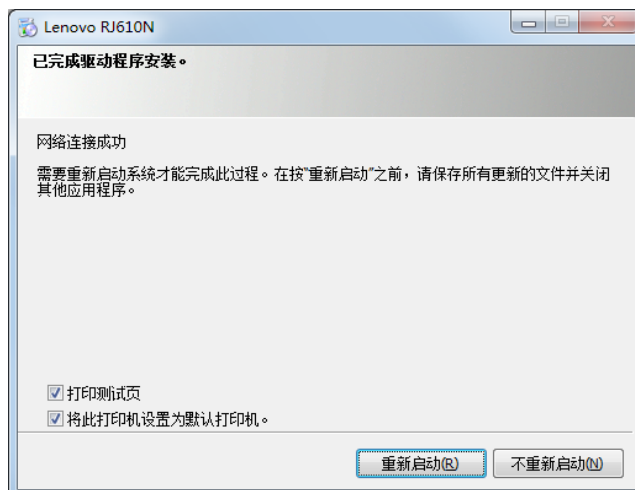 Lenovo RJ610N
已完成驱动程序安装。
网络连接成功
需要重新启动系统才能完成此过程。在按"重新启动"之前，请保存所有更新的文件并关闭
其他应用程序。
打印测试页
将此打印机设置为默认打印机。
重新启动(R)
不重新启动(N)